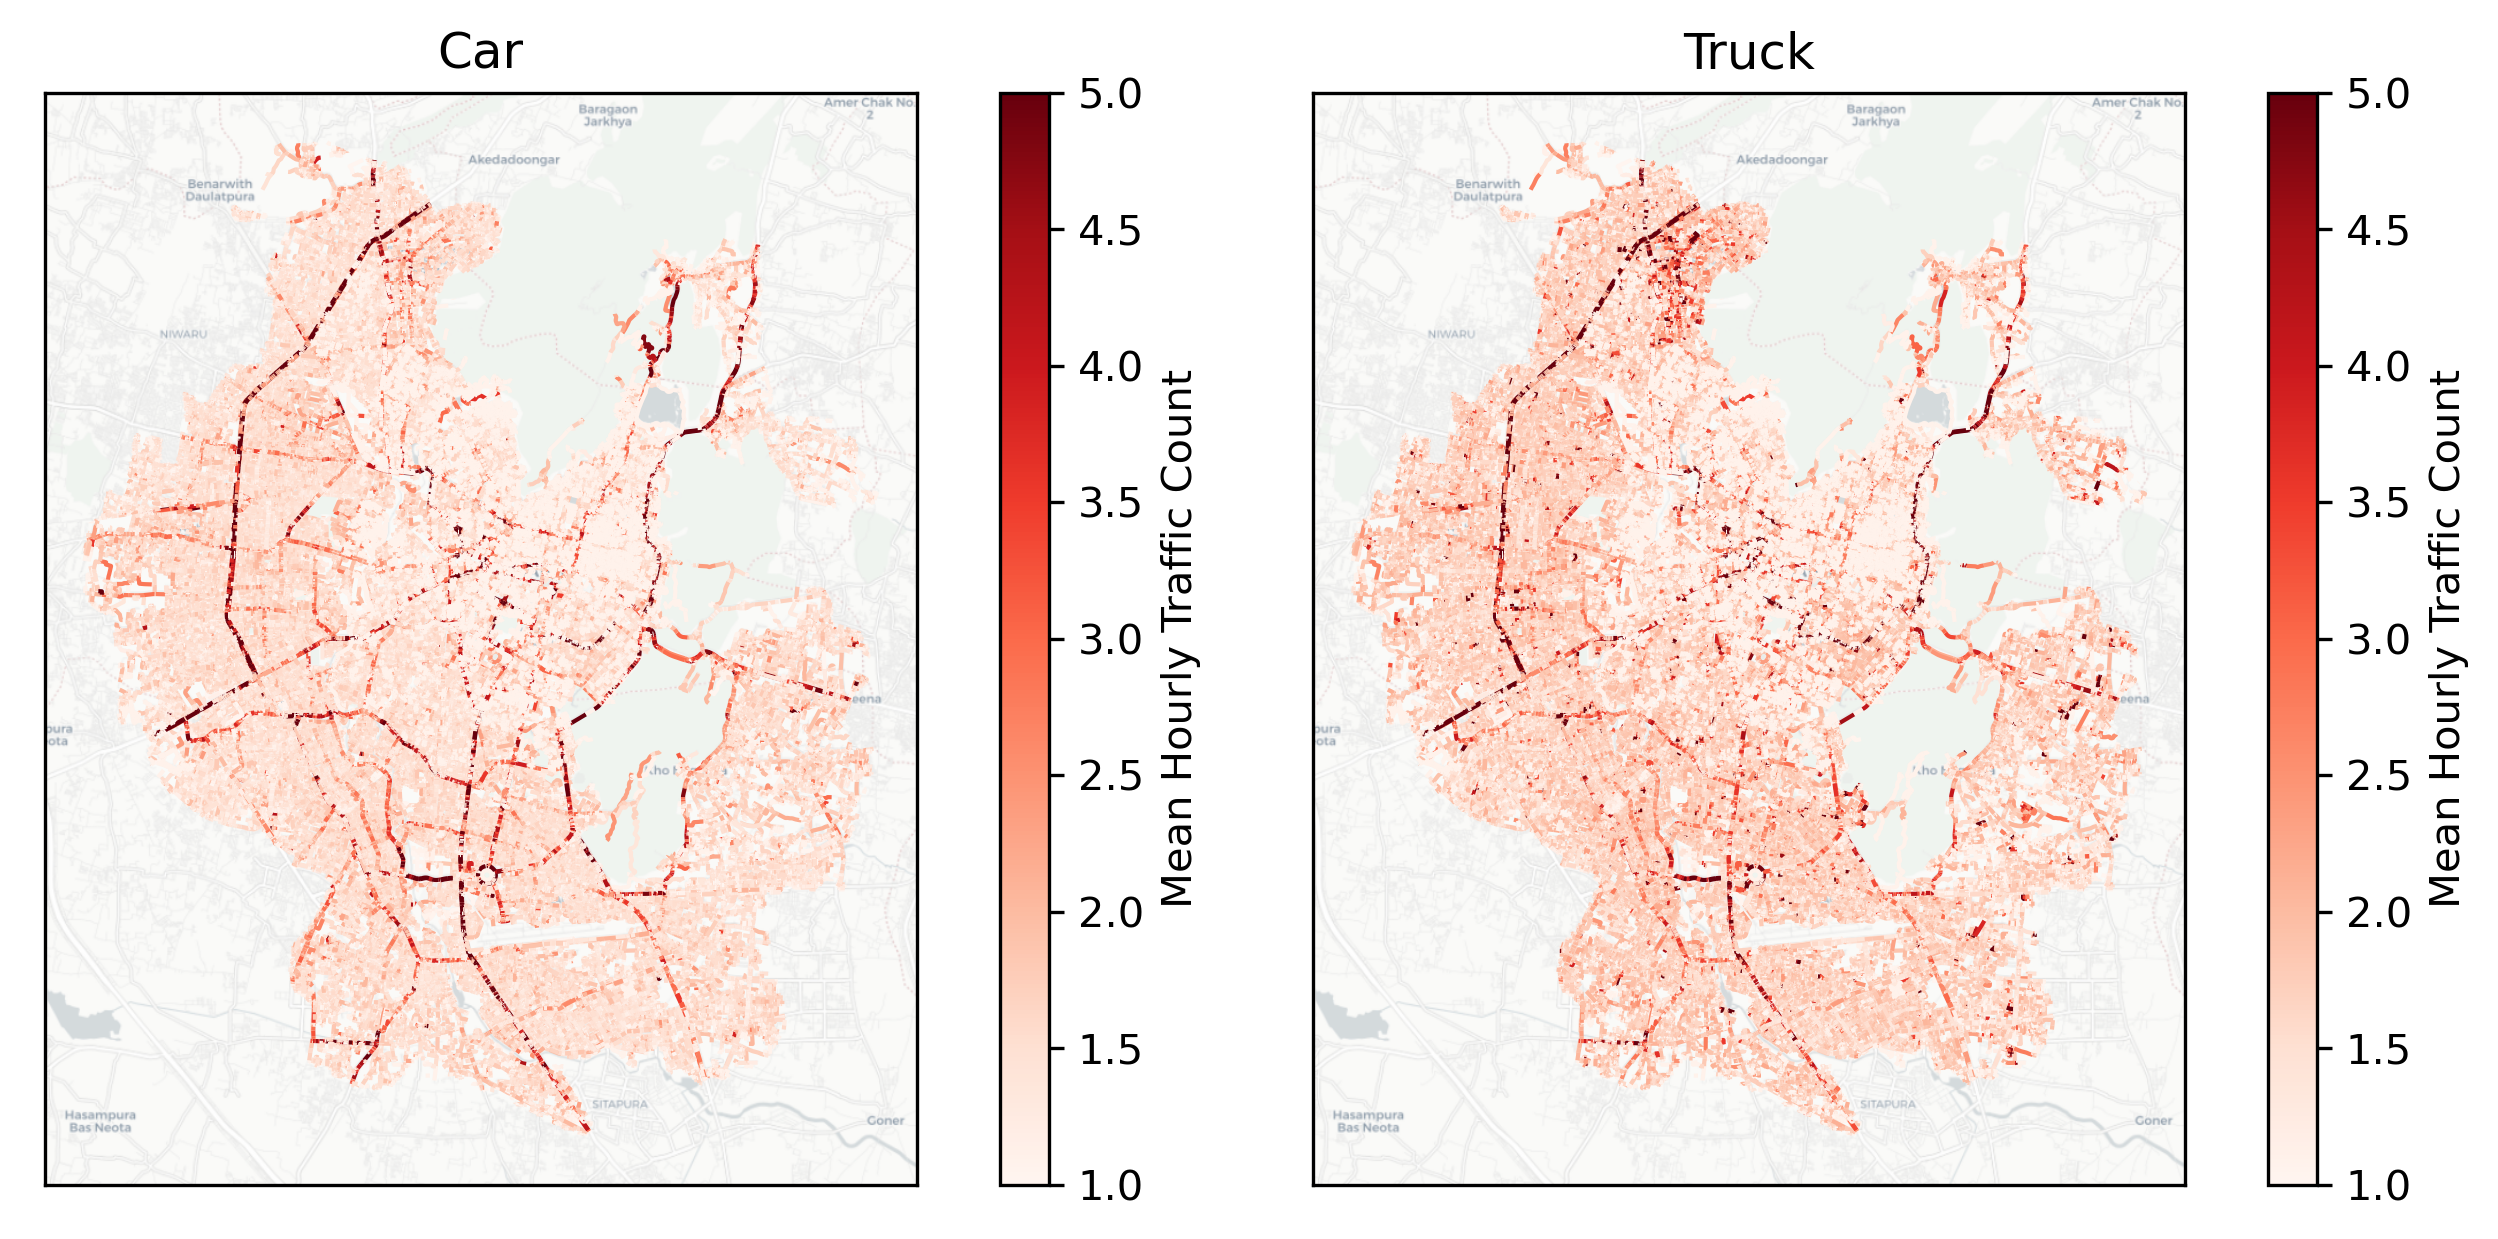 Car
Baragaon
Jarkhya
Amer Chak No.
2
Akedadoongar
Benarwith
Daulatpura
NIWARU
eena
pura
ota
SITAPURA
Hasampura
Bas Neota
Goner
5.0
4.5
4.0
3.5
3.0
2.5
2.0
1.5
1.0
Mean Hourly Traffic Count
Truck
Baragaon
Jarkhya
Amer Chak No.
2
Akedadoongar
Benarwith
Daulatpura
NIWARU
eena
pura
ota
SITAPURA
Hasampura
Bas Neota
Goner
5.0
4.5
4.0
3.5
3.0
2.5
2.0
1.5
1.0
Mean Hourly Traffic Count